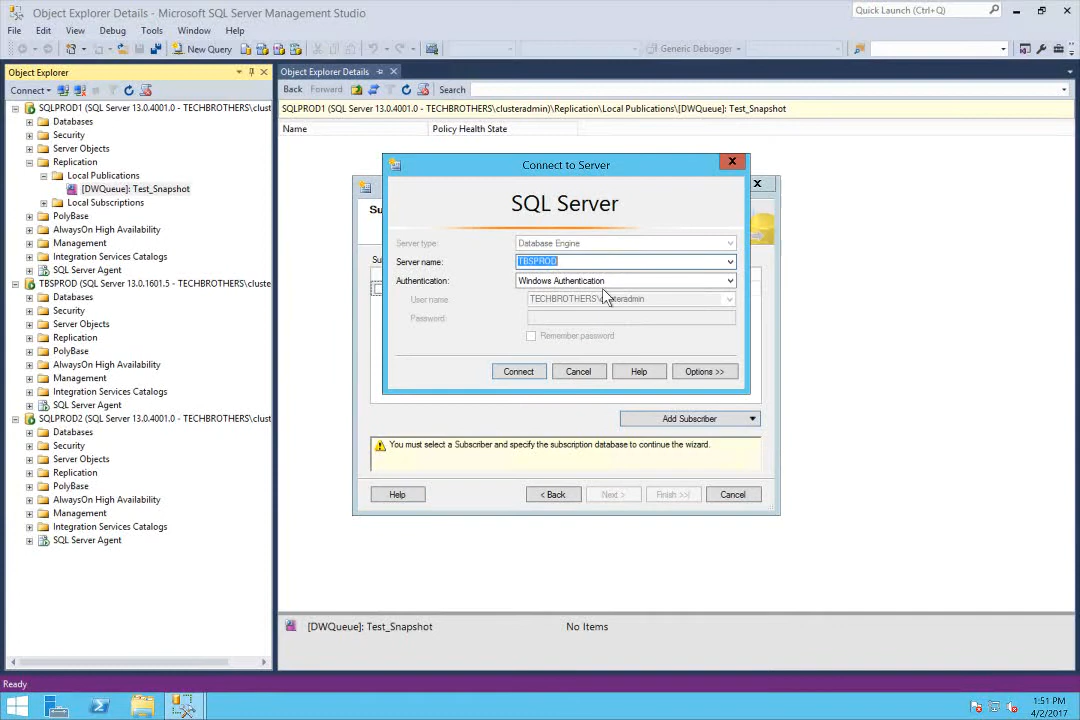 Object Explorer Details - Microsoft SQL Server Management Studio
Quick Launch (Ctrl+Q)
File Edit View Debug Tools Window Help
New Query
Generic Debugger
Object Explorer
Object Explorer Details
Connect
Back Forward Search
SQLPROD1 (SQL Server 13.0.4001.0 - TECHBROTHERS\cluste
SQLPROD1 (SQL Server 13.0.4001.0 - TECHBROTHERS\clusteradmin)\Replication\Local Publications\[DWQueue]: Test_Snapshot
Name Policy Health State
Databases
Security
Server Objects
Replication
Local Publications
[DWQueue]: Test_Snapshot
Local Subscriptions
PolyBase
AlwaysOn High Availability
Management
Integration Services Catalogs
SQL Server Agent
TBSPROD (SQL Server 13.0.1601.5 - TECHBROTHERS\cluste
Databases
Security
Server Objects
Replication
PolyBase
AlwaysOn High Availability
Management
Integration Services Catalogs
SQL Server Agent
SQLPROD2 (SQL Server 13.0.4001.0 - TECHBROTHERS\clust
Databases
Security
Server Objects
Replication
PolyBase
AlwaysOn High Availability
Management
Integration Services Catalogs
SQL Server Agent
Connect to Server
SQL Server
Server type: Database Engine
Server name: TBSPROD
Authentication: Windows Authentication
User name:
Password:
Remember password
Connect Cancel Help Options >>
Su
Su
Add Subscriber
You must select a Subscriber and specify the subscription database to continue the wizard.
Help < Back Next > Finish >>| Cancel
[DWQueue]: Test_Snapshot No Items
Ready
1:51 PM
4/2/2017